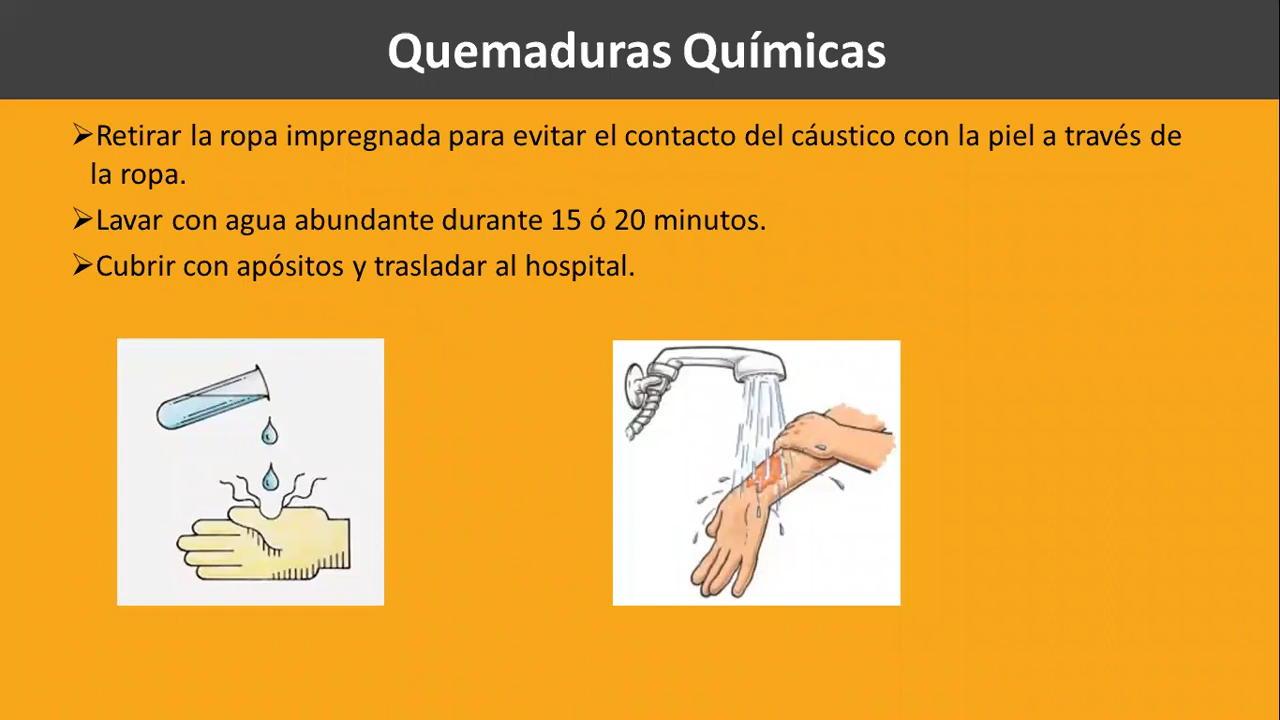 Quemaduras Químicas
➢Retirar la ropa impregnada para evitar el contacto del cáustico con la piel a través de
la ropa.
➢Lavar con agua abundante durante 15 ó 20 minutos.
➢Cubrir con apósitos y trasladar al hospital.